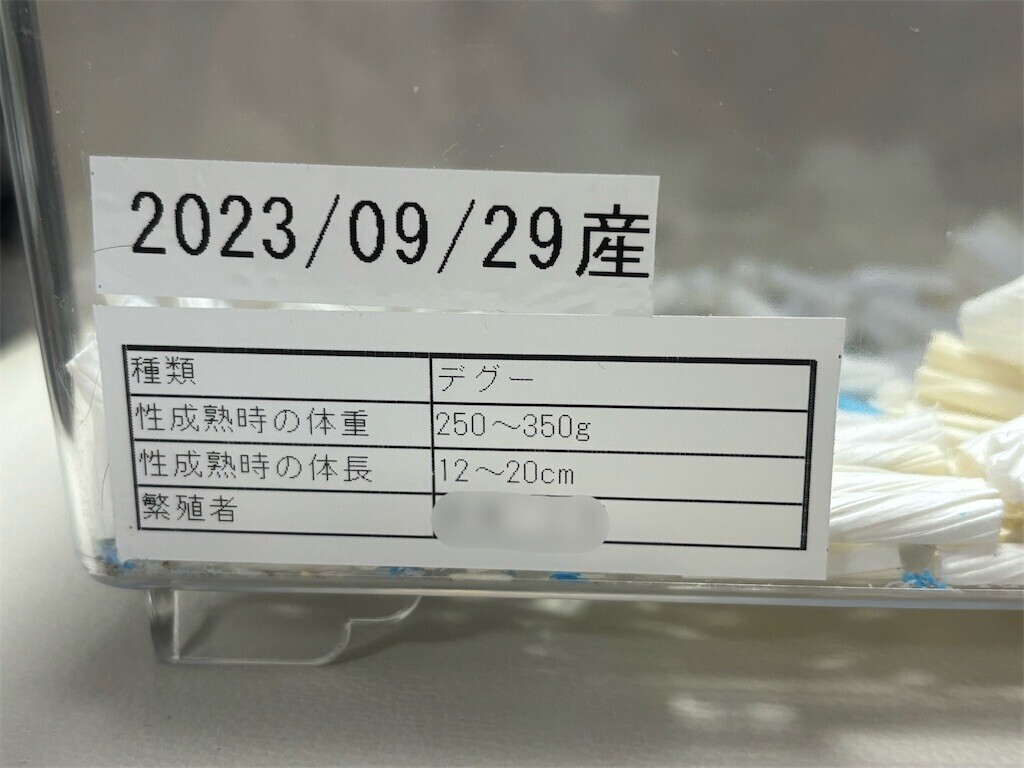 2023/09/29産
種類 デグー
性成熟時の体重 250～350g
性成熟時の体長 12～20cm
繁殖者